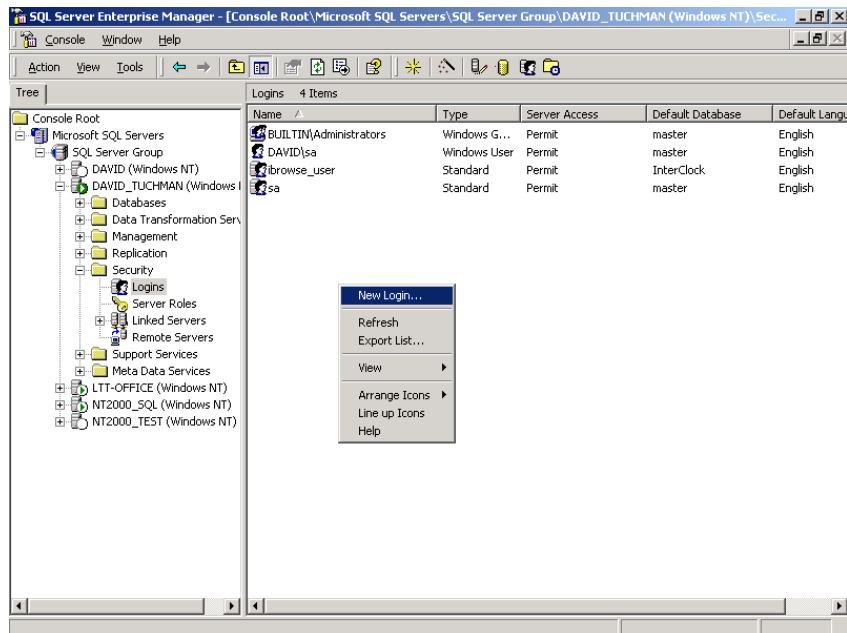 SQL Server Enterprise Manager - [Console Root\Microsoft SQL Servers\SQL Server Group\DAVID_TUCHMAN (Windows NT)\Sec...
Console Window Help
Action View Tools
Tree
Logins 4 Items
Console Root
Microsoft SQL Servers
SQL Server Group
DAVID (Windows NT)
DAVID_TUCHMAN (Windows
Databases
Data Transformation Serv
Management
Replication
Security
Logins
Server Roles
Linked Servers
Remote Servers
Support Services
Meta Data Services
LTT-OFFICE (Windows NT)
NT2000_SQL (Windows NT)
NT2000_TEST (Windows NT)
Name Type Server Access Default Database Default Langu
BUILTIN\Administrators Windows G... Permit master English
DAVID\sa Windows User Permit master English
ibrowse_user Standard Permit InterClock English
sa Standard Permit master English
New Login...
Refresh
Export List...
View
Arrange Icons
Line up Icons
Help